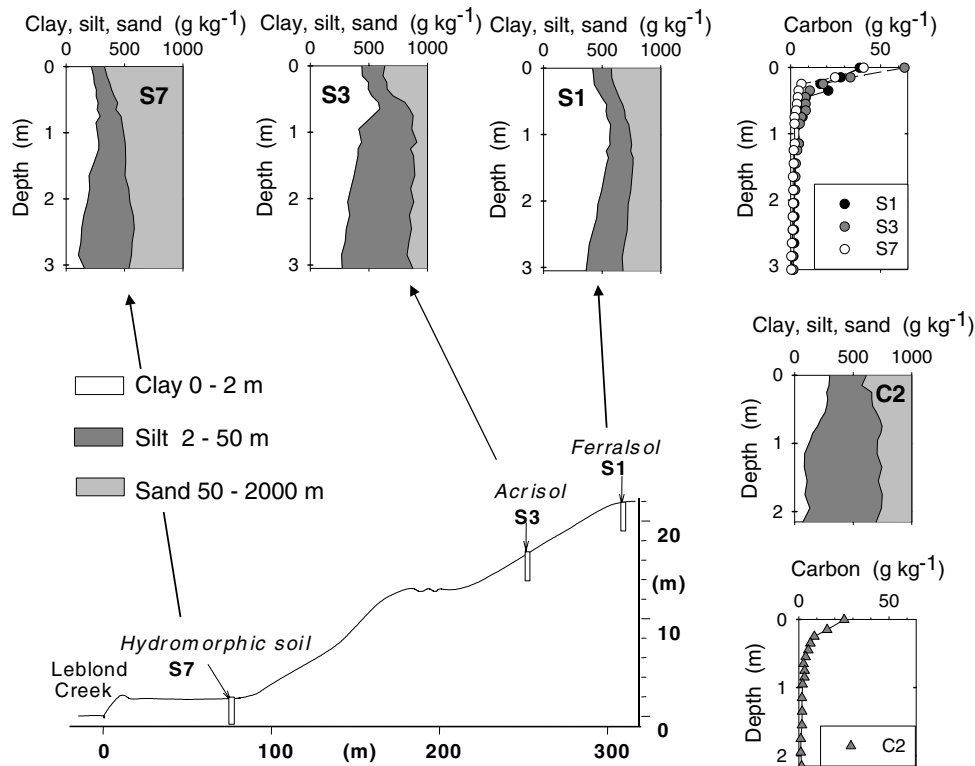 Clay, silt, sand (g kg-1)
0 500 1000
0
1
2
3
Depth (m)
S7
Clay, silt, sand (g kg-1)
0 500 1000
0
1
2
3
Depth (m)
S3
Clay, silt, sand (g kg-1)
0 500 1000
0
1
2
3
Depth (m)
S1
Carbon (g kg-1)
0 50
0
1
2
3
Depth (m)
S1
S3
S7
Clay 0 - 2 m
Silt 2 - 50 m
Sand 50 - 2000 m
Clay, silt, sand (g kg-1)
0 500 1000
0
1
2
Depth (m)
C2
Ferralsol
S1
Acrisol
S3
Hydromorphic soil
S7
Leblond
Creek
20
(m)
10
0
0 100 (m) 200 300
Carbon (g kg-1)
0 50
0
1
2
Depth (m)
C2